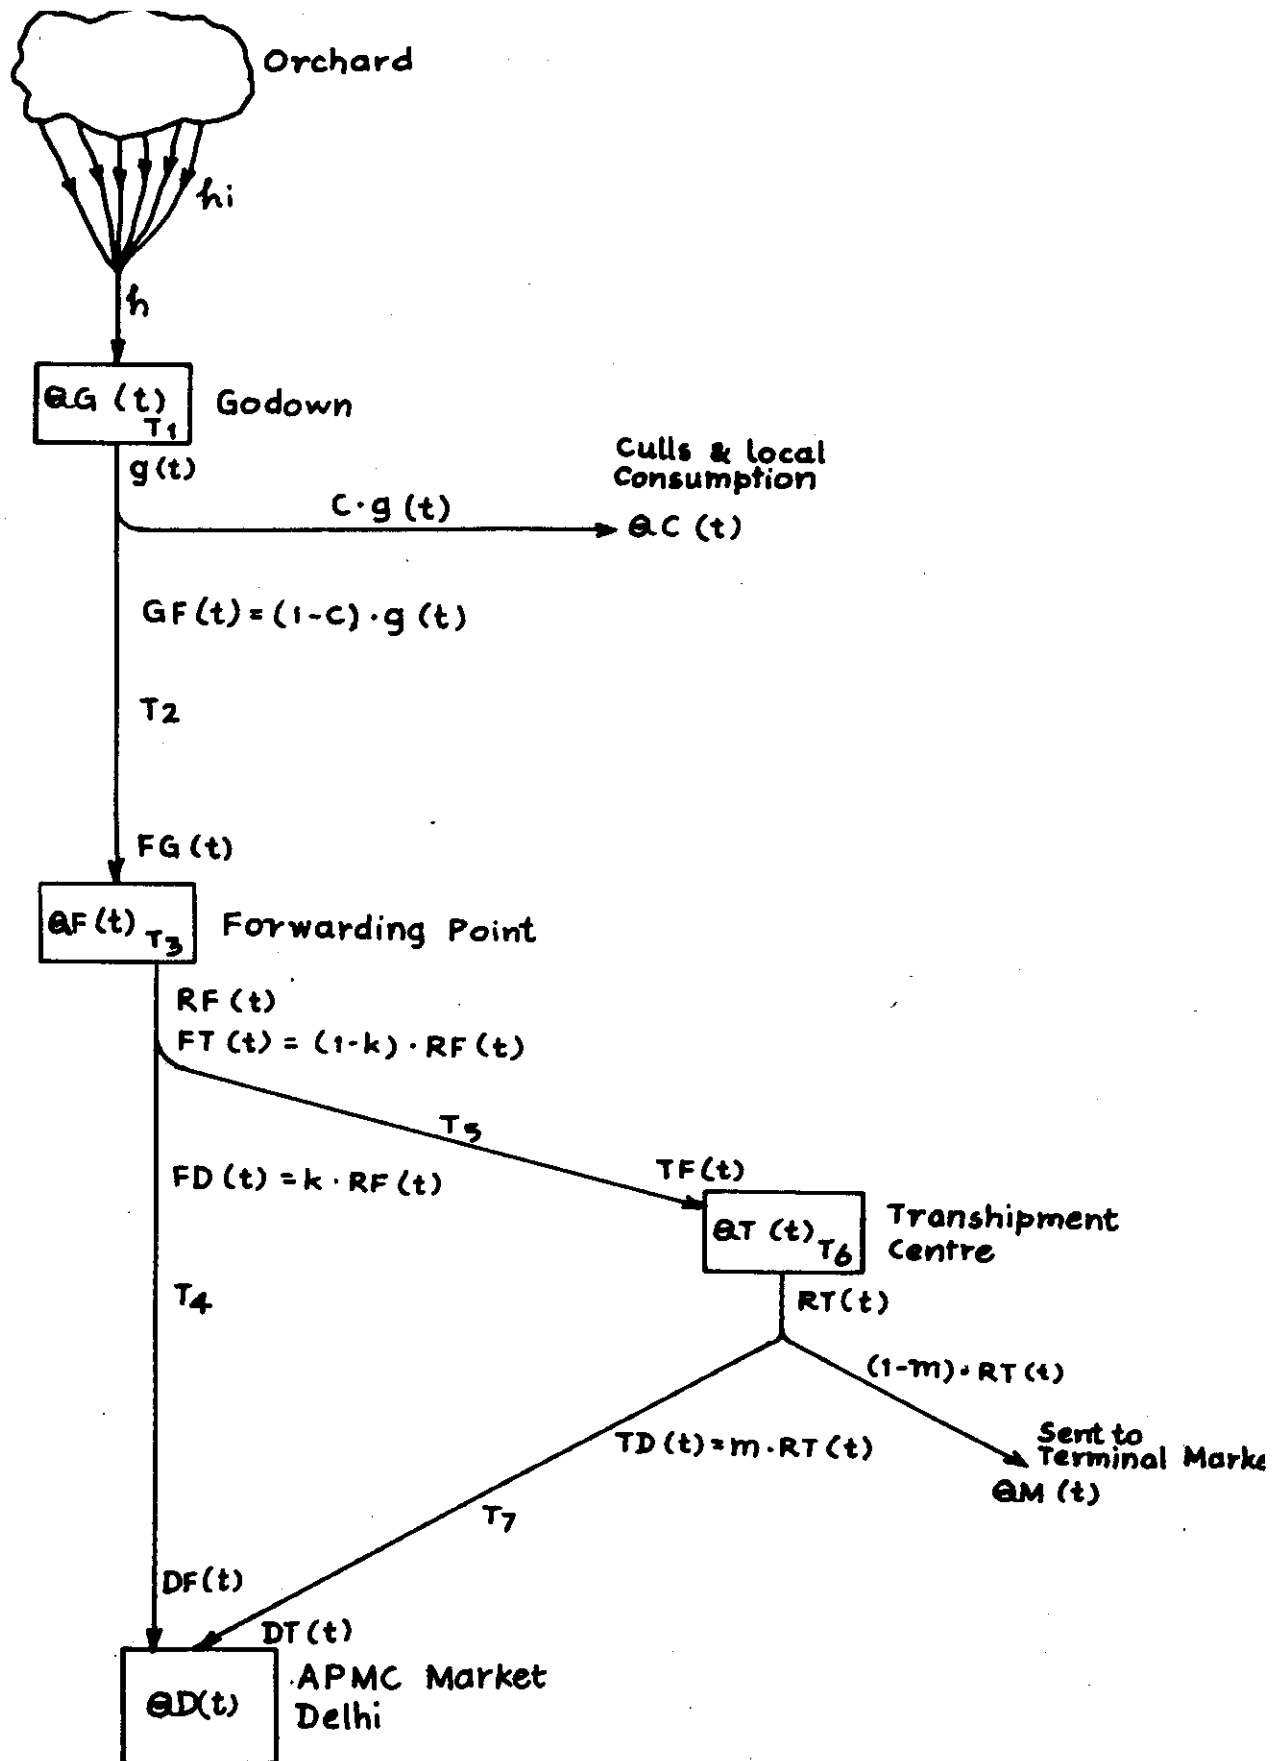 Orchard
hi
h
QG (t)
T1
Godown
g(t)
Culls & local
Consumption
C·g (t)
QC (t)
GF(t) = (1-C)·g (t)
T2
FG(t)
QF(t) T3
Forwarding Point
RF (t)
FT (t) = (1-k)·RF(t)
T5
TF(t)
FD (t) = k·RF(t)
QT (t) T6
Transhipment
Centre
T4
RT(t)
(1-m)·RT(t)
TD(t)=m·RT(t)
Sent to
Terminal Marke
QM (t)
T7
DF(t)
DT(t)
APMC Market
Delhi
QD(t)